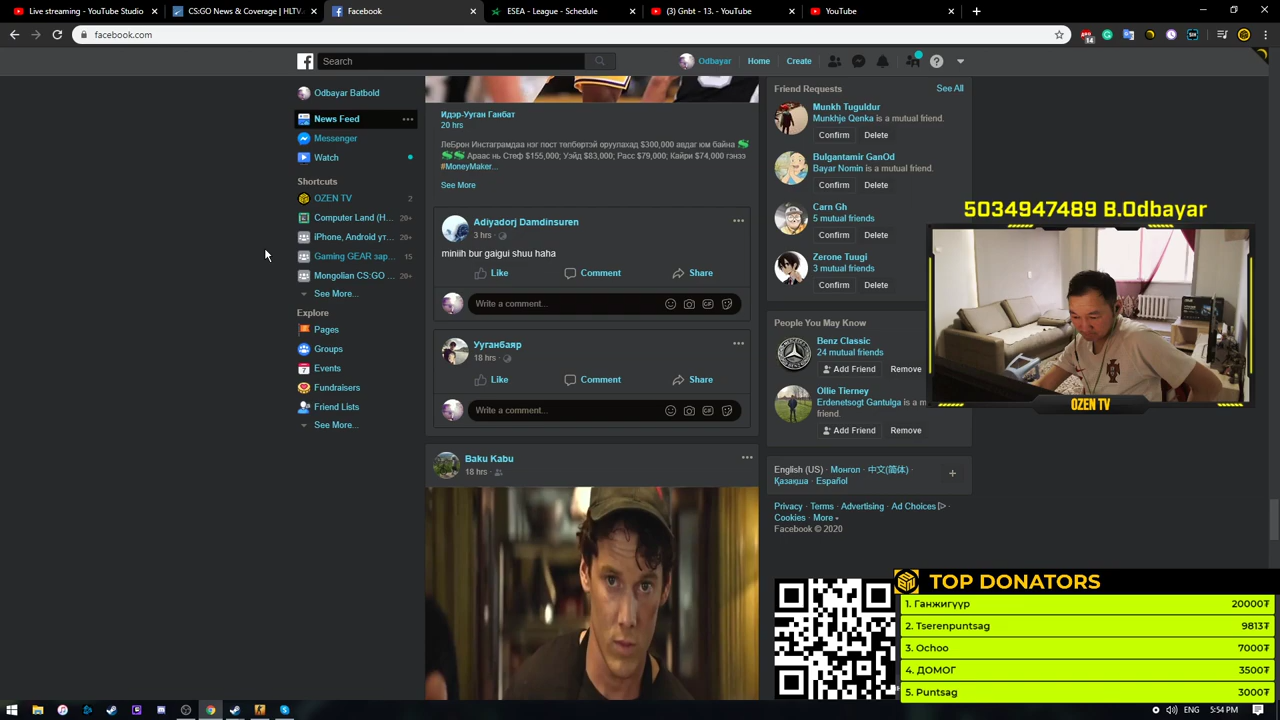 Live streaming - YouTube Studio
CS:GO News & Coverage | HLTV.
Facebook
ESEA - League - Schedule
(3) Gnbt - 13. - YouTube
YouTube
facebook.com
14
Search
Odbayar
Home
Create
Odbayar Batbold
News Feed
Messenger
Watch
Shortcuts
OZEN TV
2
Computer Land (H...
20+
iPhone, Android ут...
20+
Gaming GEAR зар...
15
Mongolian CS:GO ...
20+
See More...
Explore
Pages
Groups
Events
Fundraisers
Friend Lists
See More...
Идэр-Ууган Ганбат
20 hrs
ЛеБрон Инстаграмдаа нэг пост төлбөртэй оруулахад $300,000 авдаг юм байна
Араас нь Стеф $155,000; Уэйд $83,000; Расс $79,000; Кайри $74,000 гэнээ
#MoneyMaker...
See More
Adiyadorj Damdinsuren
3 hrs
miniih bur gaigui shuu haha
Like
Comment
Share
Write a comment...
Ууганбаяр
18 hrs
Like
Comment
Share
Write a comment...
Baku Kabu
18 hrs
Friend Requests
See All
Munkh Tuguldur
Munkhje Qenka is a mutual friend.
Confirm
Delete
Bulgantamir GanOd
Bayar Nomin is a mutual friend.
Confirm
Delete
Carn Gh
5 mutual friends
Confirm
Delete
Zerone Tuugi
3 mutual friends
Confirm
Delete
People You May Know
Benz Classic
24 mutual friends
Add Friend
Remove
Ollie Tierney
Erdenetsogt Gantulga is a m
friend.
Add Friend
Remove
English (US) · Монгол · 中文(简体) ·
Қазақша · Español
Privacy · Terms · Advertising · Ad Choices ·
Cookies · More
Facebook © 2020
5034947489 B.Odbayar
OZEN TV
TOP DONATORS
1. Ганжигүүр
20000₮
2. Tserenpuntsag
9813₮
3. Ochoo
7000₮
4. ДОМОГ
3500₮
5. Puntsag
3000₮
ENG
5:54 PM